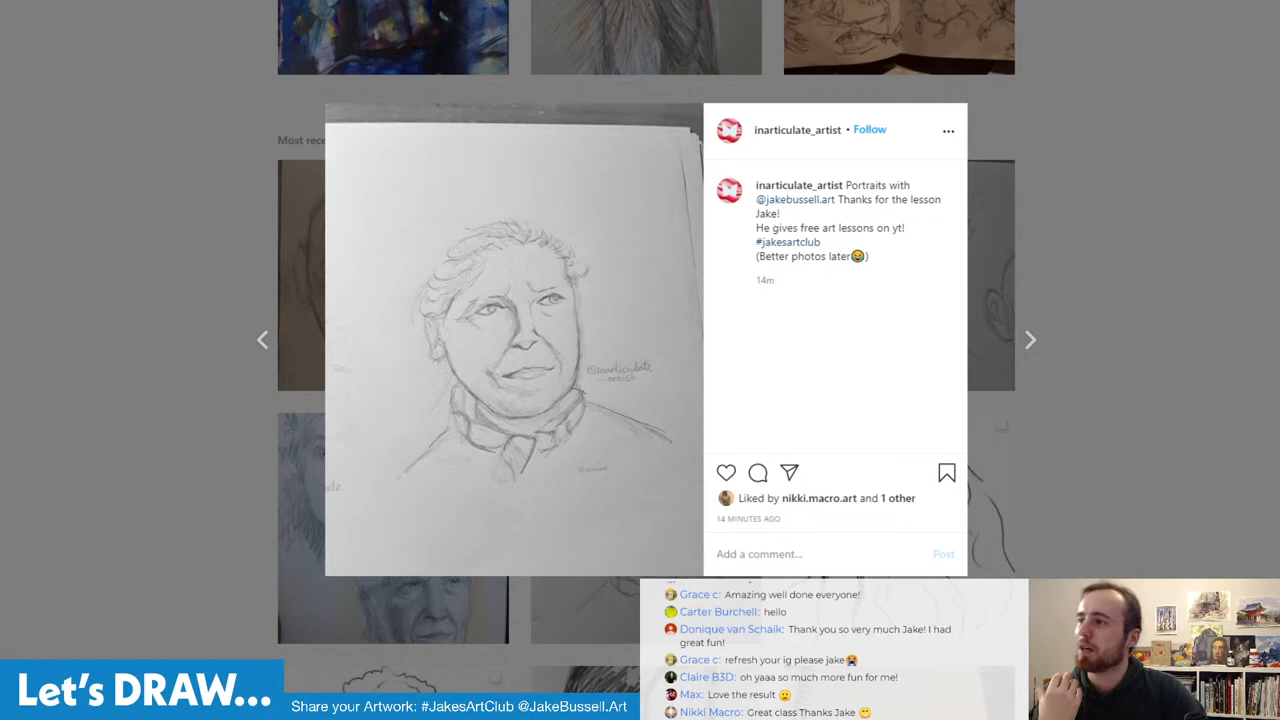 Most rece
inarticulate_artist • Follow
inarticulate_artist Portraits with
@jakebussell.art Thanks for the lesson
Jake!
He gives free art lessons on yt!
#jakesartclub
(Better photos later😂)
14m
@inarticulate
artist
Liked by nikki.macro.art and 1 other
14 MINUTES AGO
Add a comment... Post
Grace c: Amazing well done everyone!
Carter Burchell: hello
Donique van Schaik: Thank you so very much Jake! I had
great fun!
Grace c: refresh your ig please jake😭
Claire B3D: oh yaaa so much more fun for me!
Max: Love the result 🙂
Nikki Macro: Great class Thanks Jake 😁
Let's DRAW...
Share your Artwork: #JakesArtClub @JakeBussell.Art